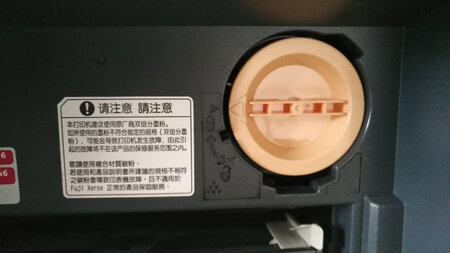 请注意 請注意
本打印机建议使用原厂商双组分墨粉。
如所使用的墨粉不符合指定的规格（双组分墨
粉），可能会导致打印机发生故障，由此引
起的故障将不在该产品的保修服务范围之内。
敬請使用複合材質碳粉。
若使用和產品說明書所建議的規格不相符
之碳粉會導致印表機故障，且不適用於
Fuji Xerox 正常的產品保固服務。
x6
x6